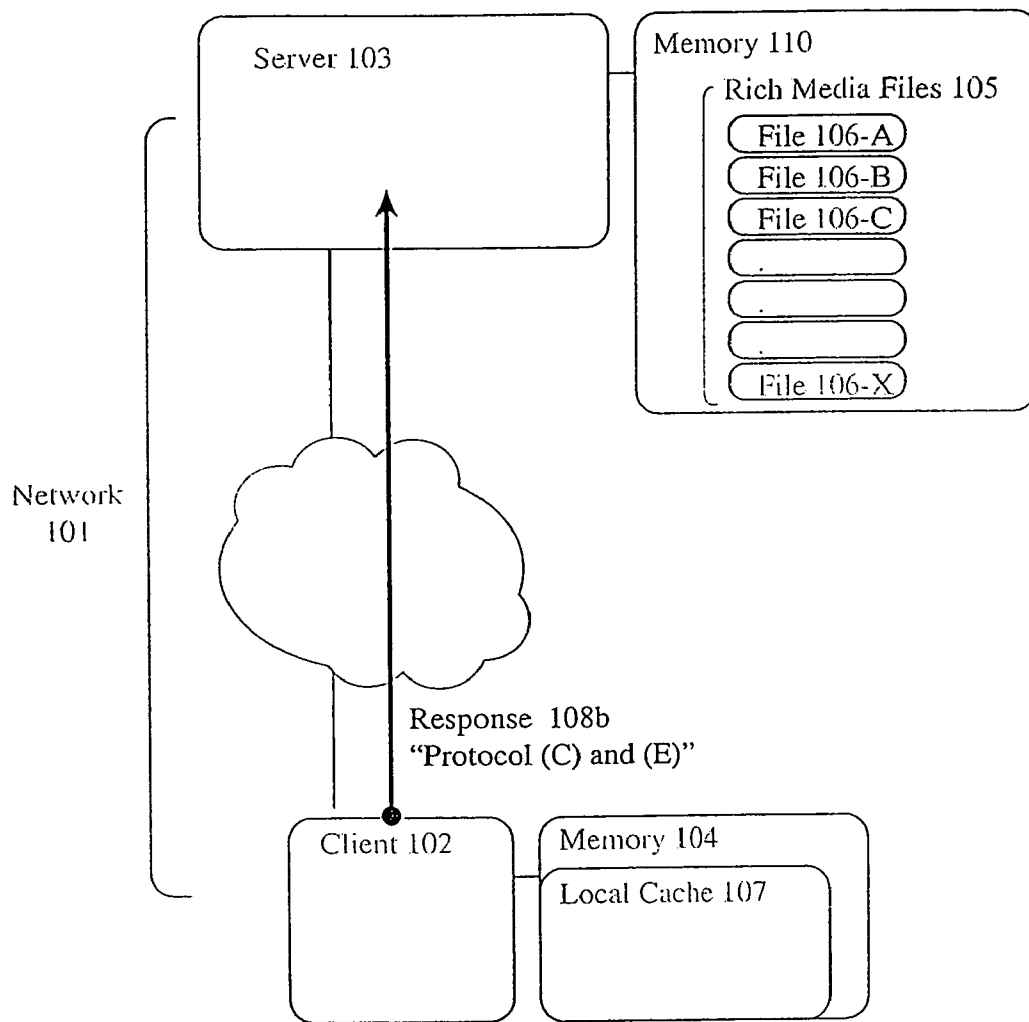 Server 103
Memory 110
Rich Media Files 105
File 106-A
File 106-B
File 106-C
.
.
.
File 106-X
Network
101
Response 108b
“Protocol (C) and (E)”
Client 102
Memory 104
Local Cache 107